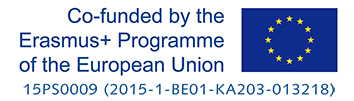 Co-funded by the
Erasmus+ Programme
of the European Union
15PS0009 (2015-1-BE01-KA203-013218)